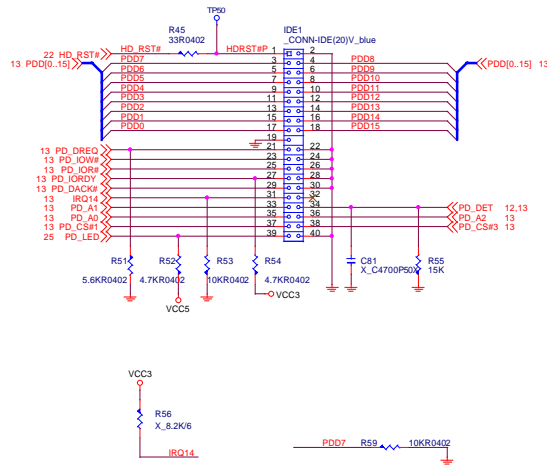 TP50
R45
33R0402
IDE1
_CONN-IDE(20)V_blue
22 HD_RST# HD_RST# HDRST#P 1 2
13 PDD[0..15] PDD7 3 4 PDD8 PDD[0..15] 13
PDD6 5 6 PDD9
PDD5 7 8 PDD10
PDD4 9 10 PDD11
PDD3 11 12 PDD12
PDD2 13 14 PDD13
PDD1 15 16 PDD14
PDD0 17 18 PDD15
19
13 PD_DREQ 21 22
13 PD_IOW# 23 24
13 PD_IOR# 25 26
13 PD_IORDY 27 28
13 PD_DACK# 29 30
13 IRQ14 31 32
13 PD_A1 33 34 PD_DET 12,13
13 PD_A0 35 36 PD_A2 13
13 PD_CS#1 37 38 PD_CS#3 13
25 PD_LED 39 40
R51 R52 R53 R54 C81 R55
5.6KR0402 4.7KR0402 10KR0402 4.7KR0402 X_C4700P50X 15K
VCC5 VCC3
VCC3
R56
X_8.2K/6
IRQ14
PDD7 R59 10KR0402